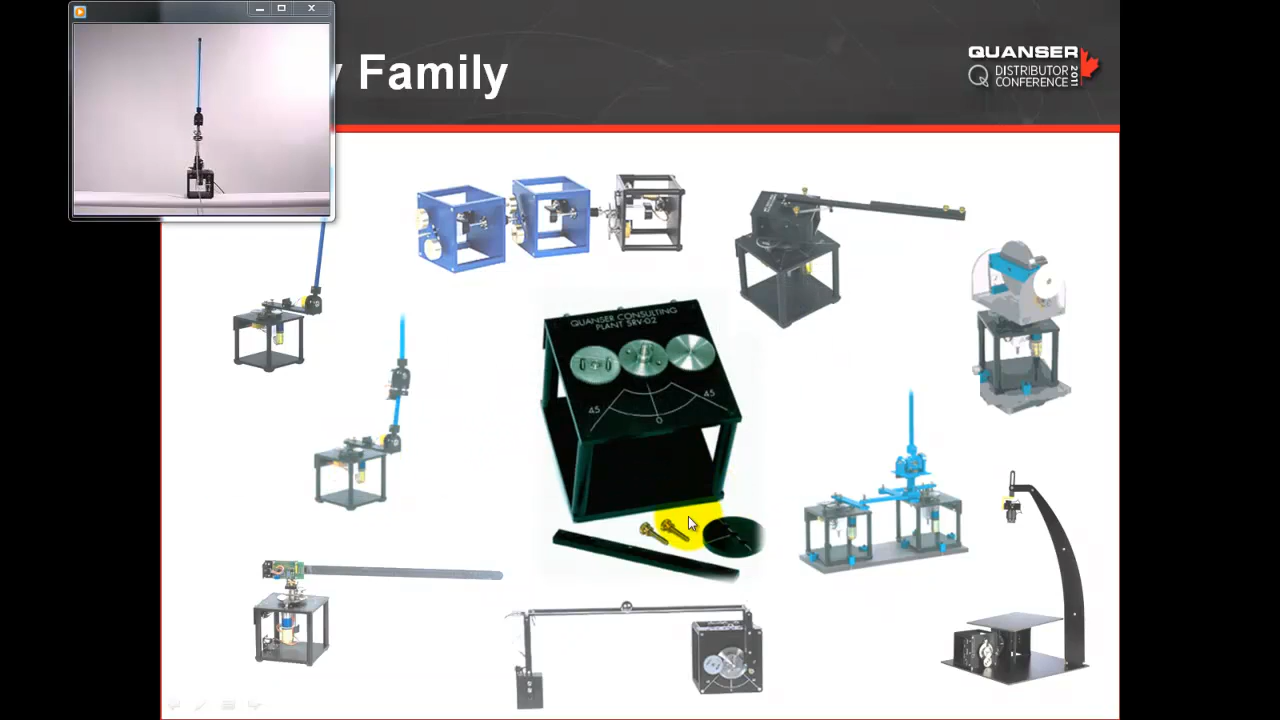 y Family
QUANSER
DISTRIBUTOR
CONFERENCE
2011
QUANSER CONSULTING
PLANT SRV-02
45
0
45